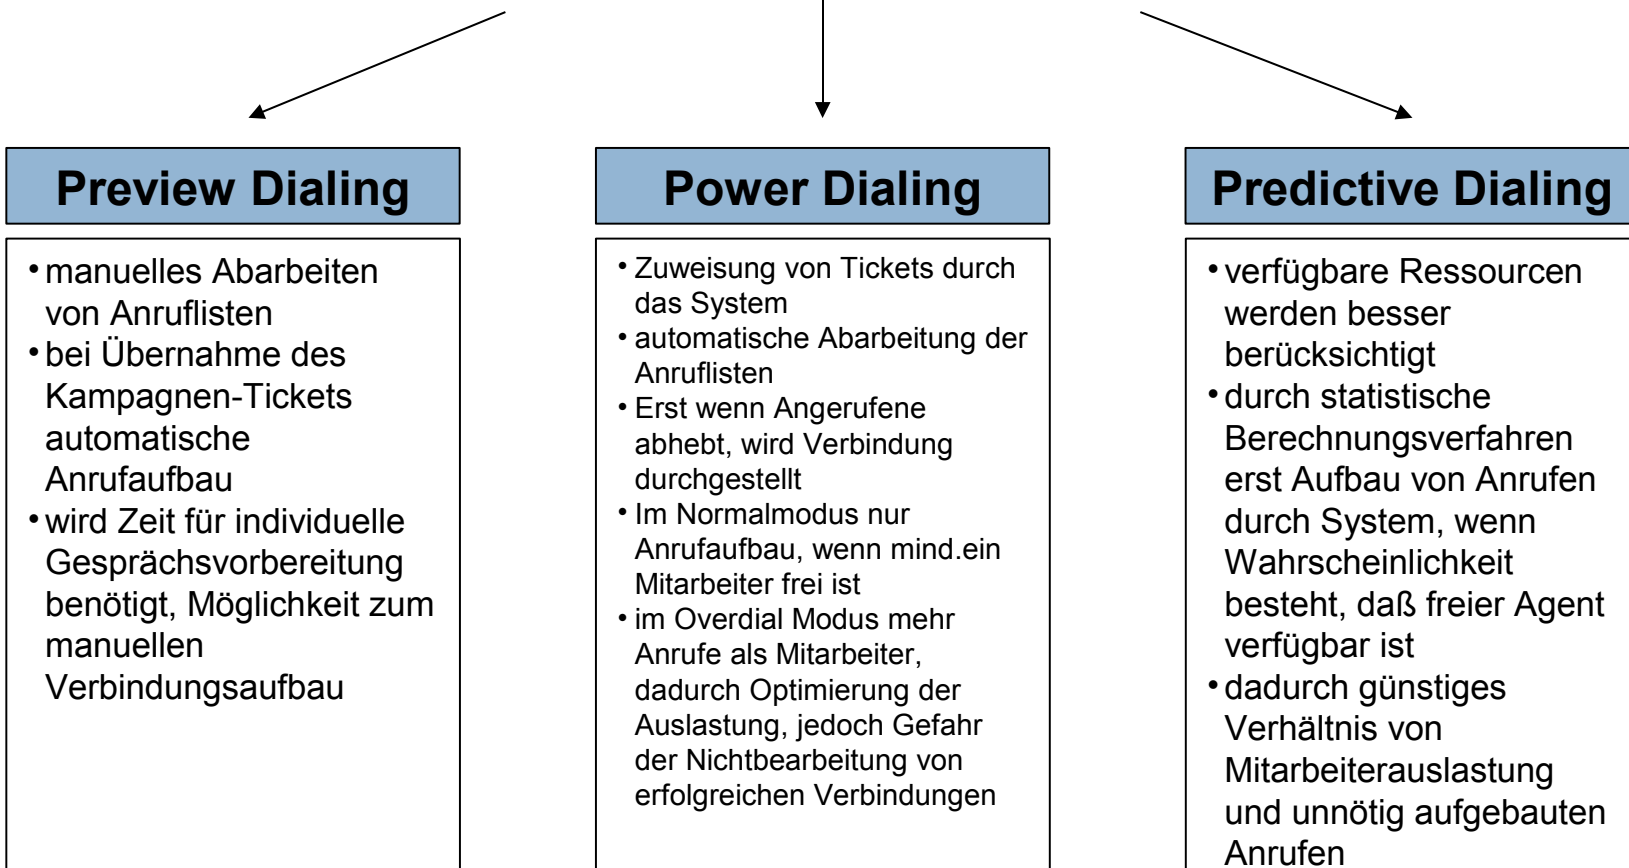 Preview Dialing
• manuelles Abarbeiten
von Anruflisten
• bei Übernahme des
Kampagnen-Tickets
automatische
Anrufaufbau
• wird Zeit für individuelle
Gesprächsvorbereitung
benötigt, Möglichkeit zum
manuellen
Verbindungsaufbau
Power Dialing
• Zuweisung von Tickets durch
das System
• automatische Abarbeitung der
Anruflisten
• Erst wenn Angerufene
abhebt, wird Verbindung
durchgestellt
• Im Normalmodus nur
Anrufaufbau, wenn mind.ein
Mitarbeiter frei ist
• im Overdial Modus mehr
Anrufe als Mitarbeiter,
dadurch Optimierung der
Auslastung, jedoch Gefahr
der Nichtbearbeitung von
erfolgreichen Verbindungen
Predictive Dialing
• verfügbare Ressourcen
werden besser
berücksichtigt
• durch statistische
Berechnungsverfahren
erst Aufbau von Anrufen
durch System, wenn
Wahrscheinlichkeit
besteht, daß freier Agent
verfügbar ist
• dadurch günstiges
Verhältnis von
Mitarbeiterauslastung
und unnötig aufgebauten
Anrufen